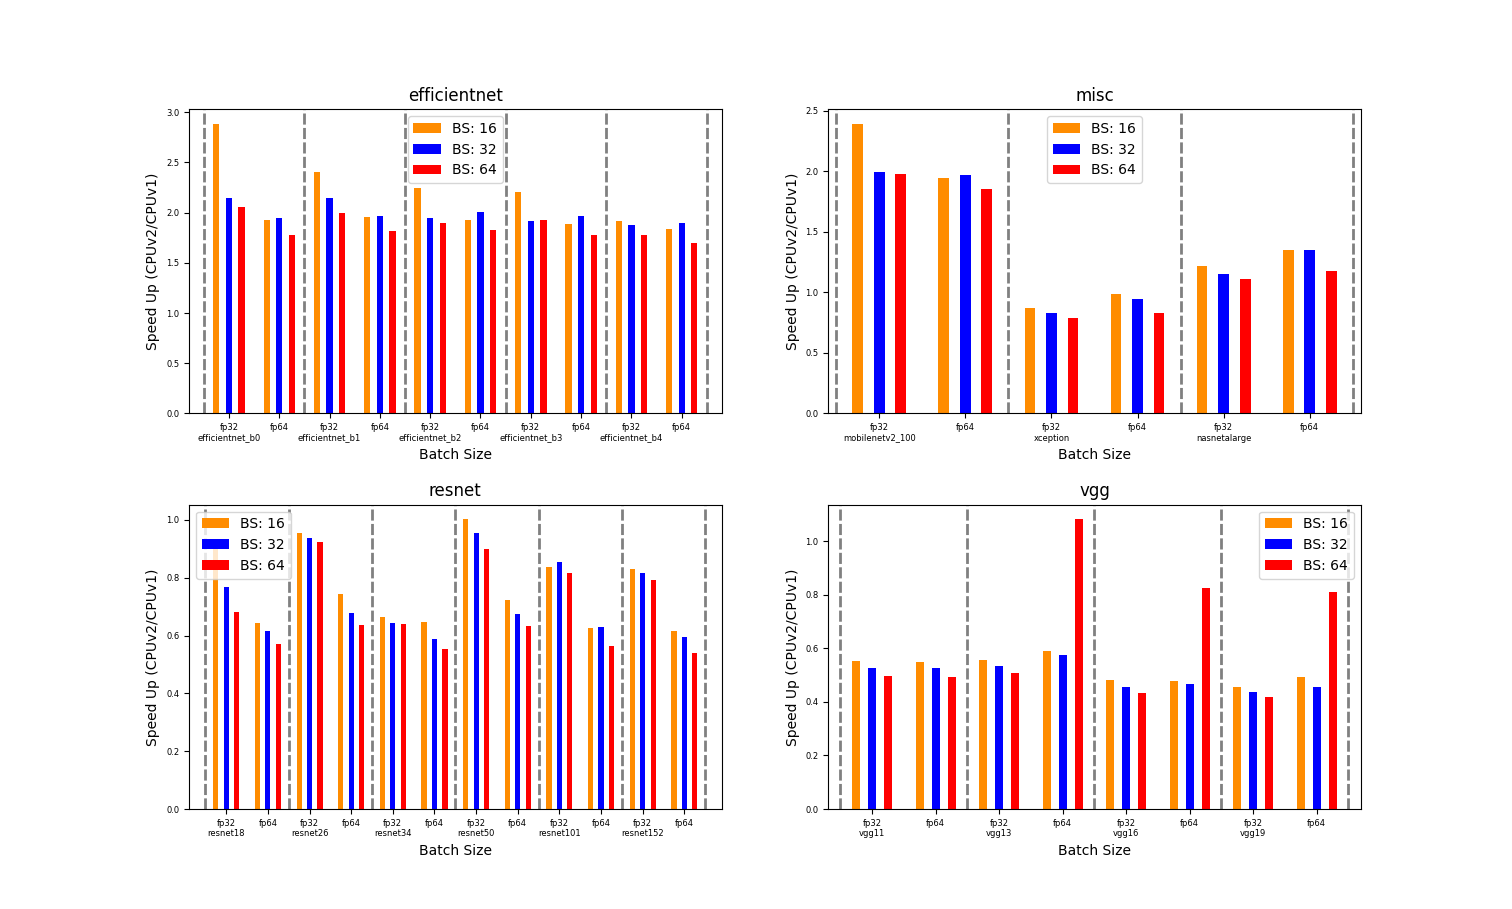 efficientnet
3.0
2.5
2.0
1.5
1.0
0.5
0.0
Speed Up (CPUv2/CPUv1)
BS: 16
BS: 32
BS: 64
fp32 fp64 fp32 fp64 fp32 fp64 fp32 fp64 fp32 fp64
efficientnet_b0 efficientnet_b1 efficientnet_b2 efficientnet_b3 efficientnet_b4
Batch Size
misc
2.5
2.0
1.5
1.0
0.5
0.0
Speed Up (CPUv2/CPUv1)
BS: 16
BS: 32
BS: 64
fp32 fp64 fp32 fp64 fp32 fp64
mobilenetv2_100 xception nasnetalarge
Batch Size
resnet
1.0
0.8
0.6
0.4
0.2
0.0
Speed Up (CPUv2/CPUv1)
BS: 16
BS: 32
BS: 64
fp32 fp64 fp32 fp64 fp32 fp64 fp32 fp64 fp32 fp64 fp32 fp64
resnet18 resnet26 resnet34 resnet50 resnet101 resnet152
Batch Size
vgg
1.0
0.8
0.6
0.4
0.2
0.0
Speed Up (CPUv2/CPUv1)
BS: 16
BS: 32
BS: 64
fp32 fp64 fp32 fp64 fp32 fp64 fp32 fp64
vgg11 vgg13 vgg16 vgg19
Batch Size